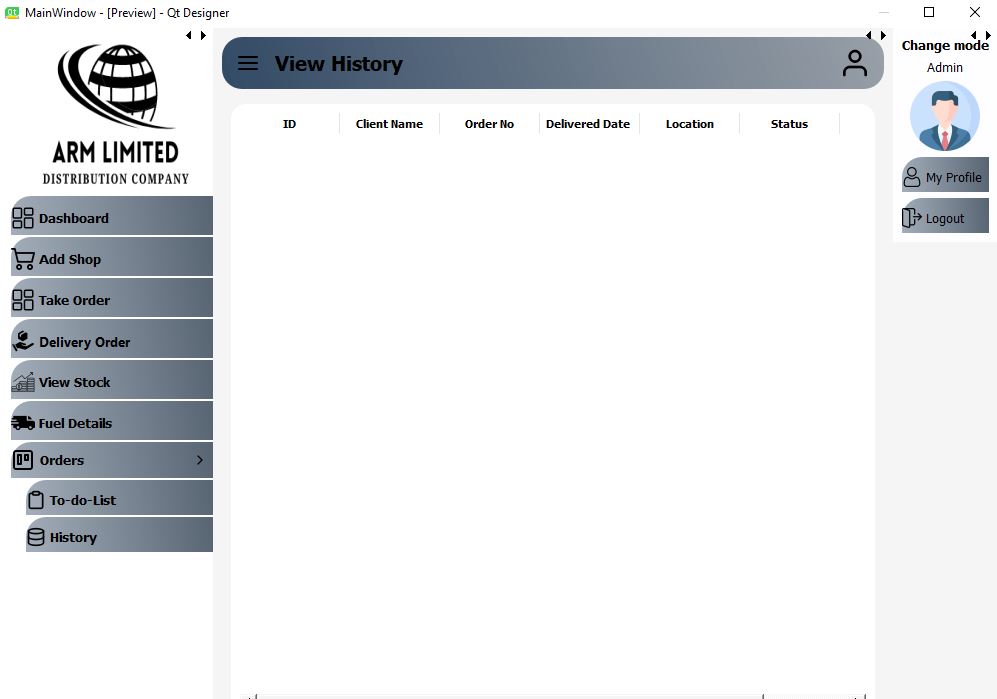 MainWindow - [Preview] - Qt Designer
ARM LIMITED
DISTRIBUTION COMPANY
Dashboard
Add Shop
Take Order
Delivery Order
View Stock
Fuel Details
Orders
To-do-List
History
View History
ID Client Name Order No Delivered Date Location Status
Change mode
Admin
My Profile
Logout